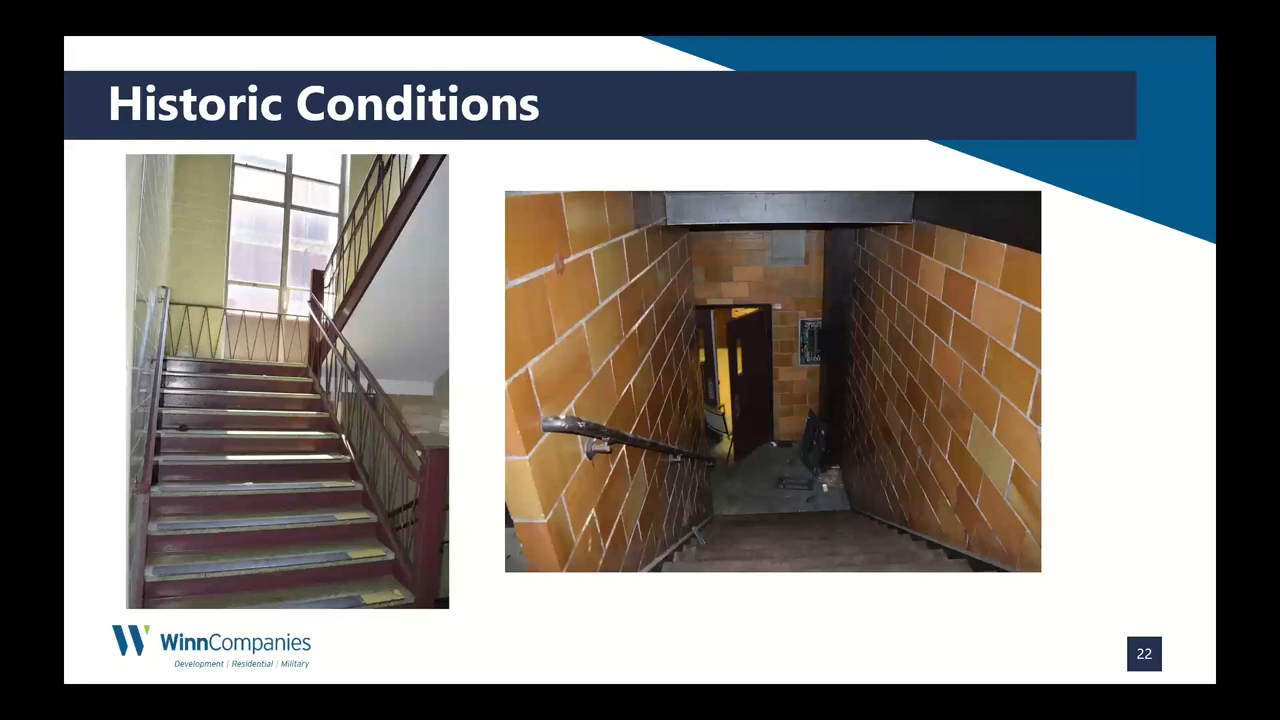 Historic Conditions
WinnCompanies
Development | Residential | Military
22